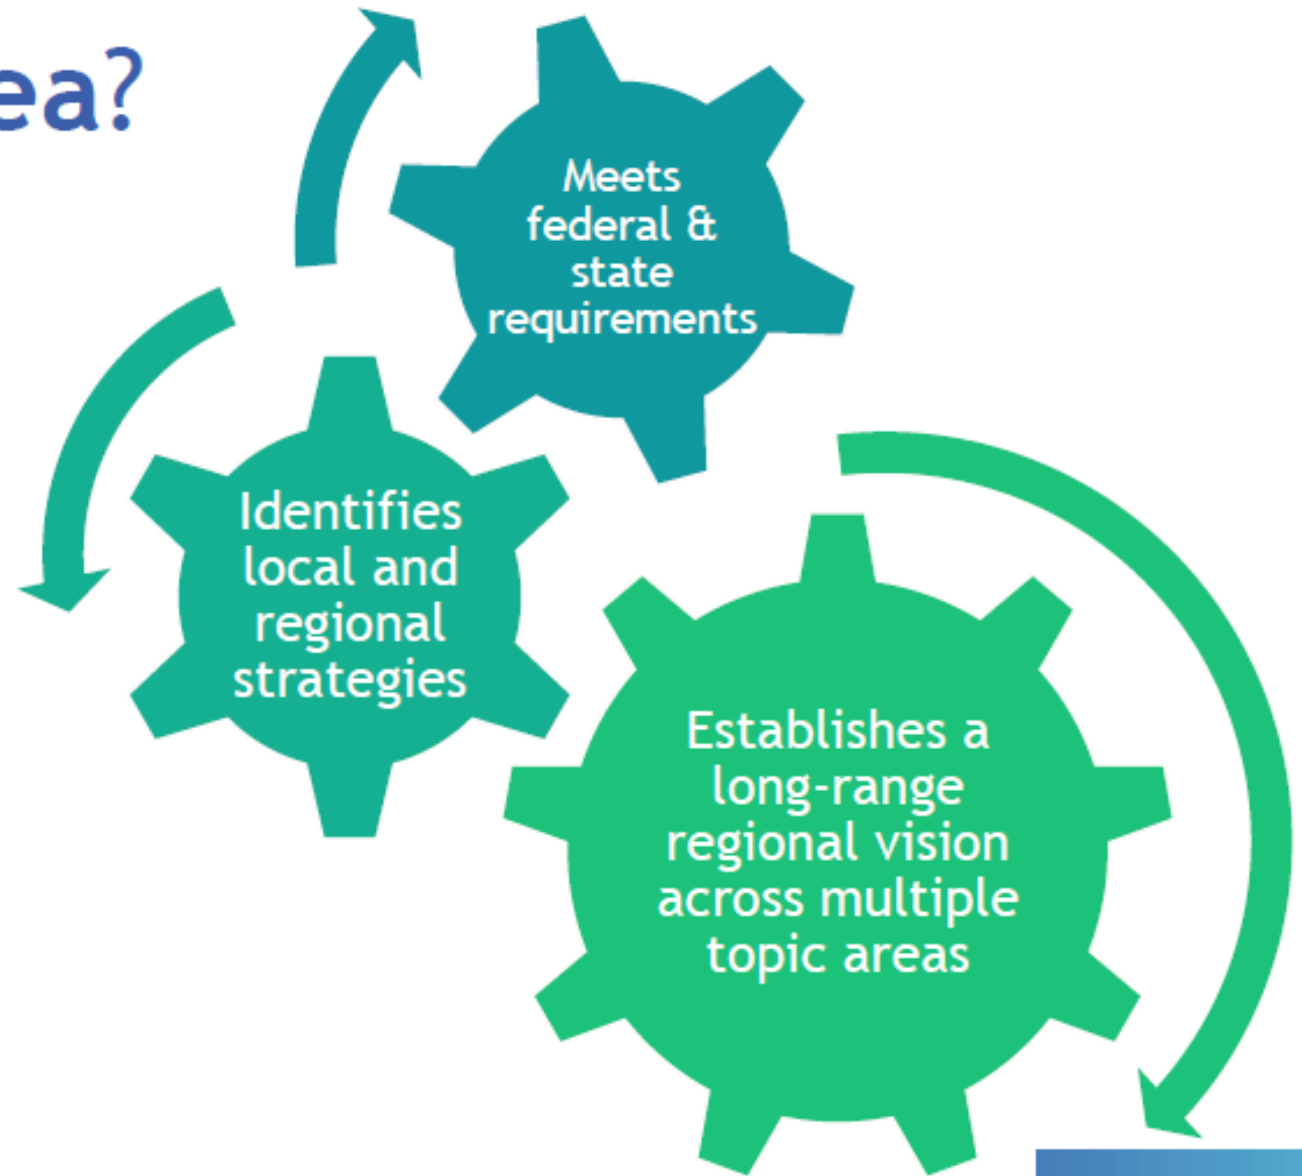 ea?
Meets
federal &
state
requirements
Identifies
local and
regional
strategies
Establishes a
long-range
regional vision
across multiple
topic areas